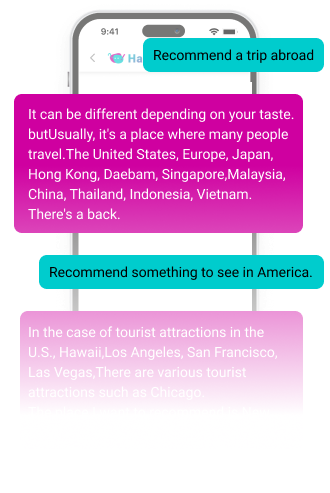 9:41
Ha
Recommend a trip abroad
It can be different depending on your taste.
butUsually, it's a place where many people
travel.The United States, Europe, Japan,
Hong Kong, Daebam, Singapore,Malaysia,
China, Thailand, Indonesia, Vietnam.
There's a back.
Recommend something to see in America.
In the case of tourist attractions in the
U.S., Hawaii,Los Angeles, San Francisco,
Las Vegas,There are various tourist
attractions such as Chicago.